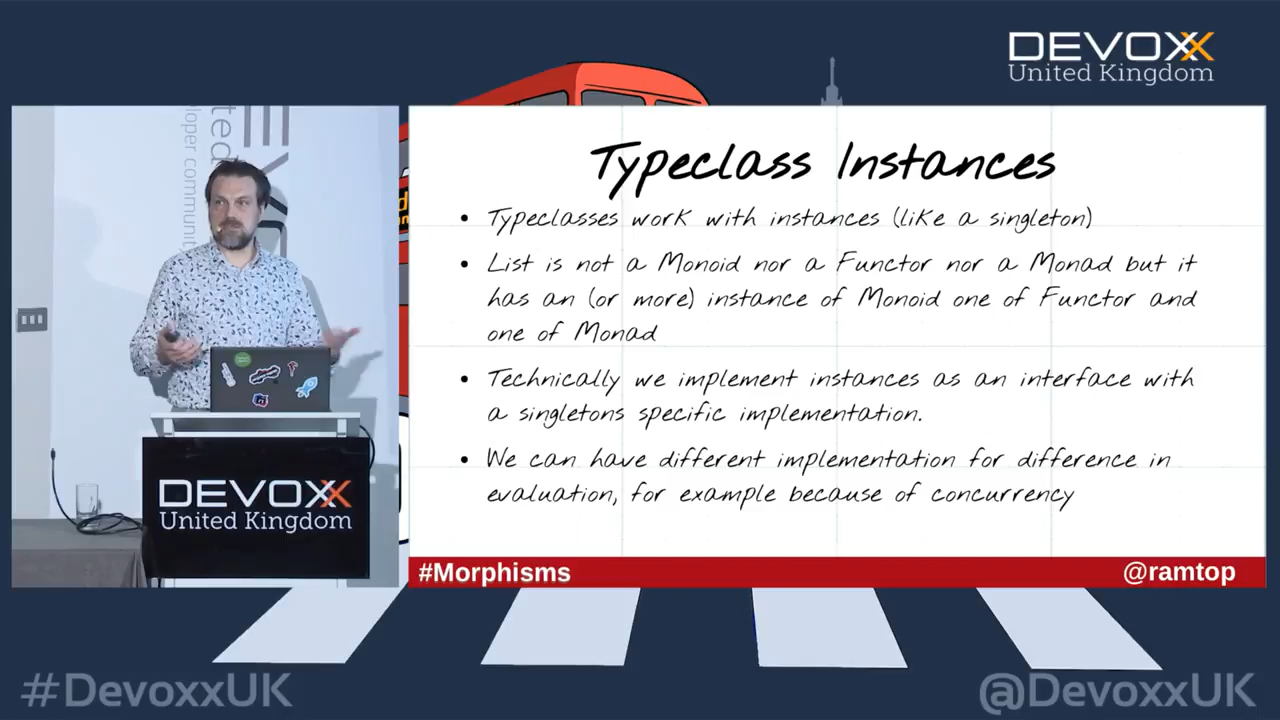 DEVOXX
United Kingdom
Typeclass Instances
• Typeclasses work with instances (like a singleton)
• List is not a Monoid nor a Functor nor a Monad but it
has an (or more) instance of Monoid one of Functor and
one of Monad
• Technically we implement instances as an interface with
a singletons specific implementation.
• We can have different implementation for difference in
evaluation, for example because of concurrency
#Morphisms
@ramtop
DEVOXX
United Kingdom
#DevoxxUK
@DevoxxUK